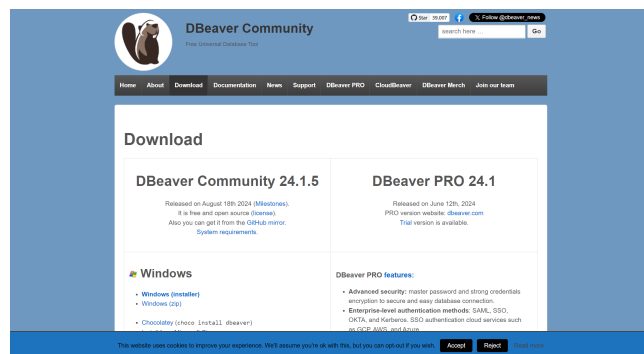 DBeaver Community
Free Universal Database Tool
Star 39,007
Follow @dbeaver_news
search here ...
Go
Home About Download Documentation News Support DBeaver PRO CloudBeaver DBeaver Merch Join our team
Download
DBeaver Community 24.1.5
Released on August 18th 2024 (Milestones).
It is free and open source (license).
Also you can get it from the GitHub mirror.
System requirements.
DBeaver PRO 24.1
Released on June 12th, 2024
PRO version website: dbeaver.com
Trial version is available.
Windows
Windows (installer)
Windows (zip)
Chocolatey (choco install dbeaver)
DBeaver PRO features:
Advanced security: master password and strong credentials
encryption to secure and easy database connection.
Enterprise-level authentication methods: SAML, SSO,
OKTA, and Kerberos. SSO authentication cloud services such
as GCP, AWS, and Azure.
This website uses cookies to improve your experience. We'll assume you're ok with this, but you can opt-out if you wish. Accept Reject Read more